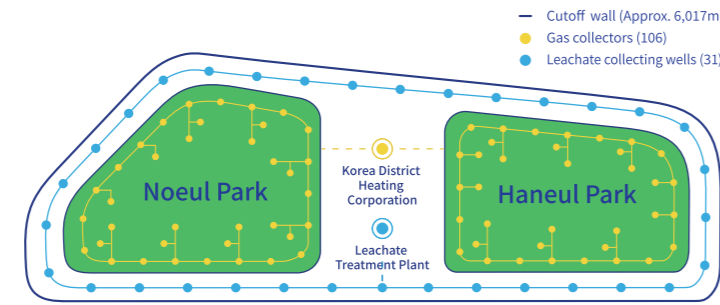 Cutoff wall (Approx. 6,017m
Gas collectors (106)
Leachate collecting wells (31)
Korea District
Heating
Corporation
Noeul Park
Haneul Park
Leachate
Treatment Plant